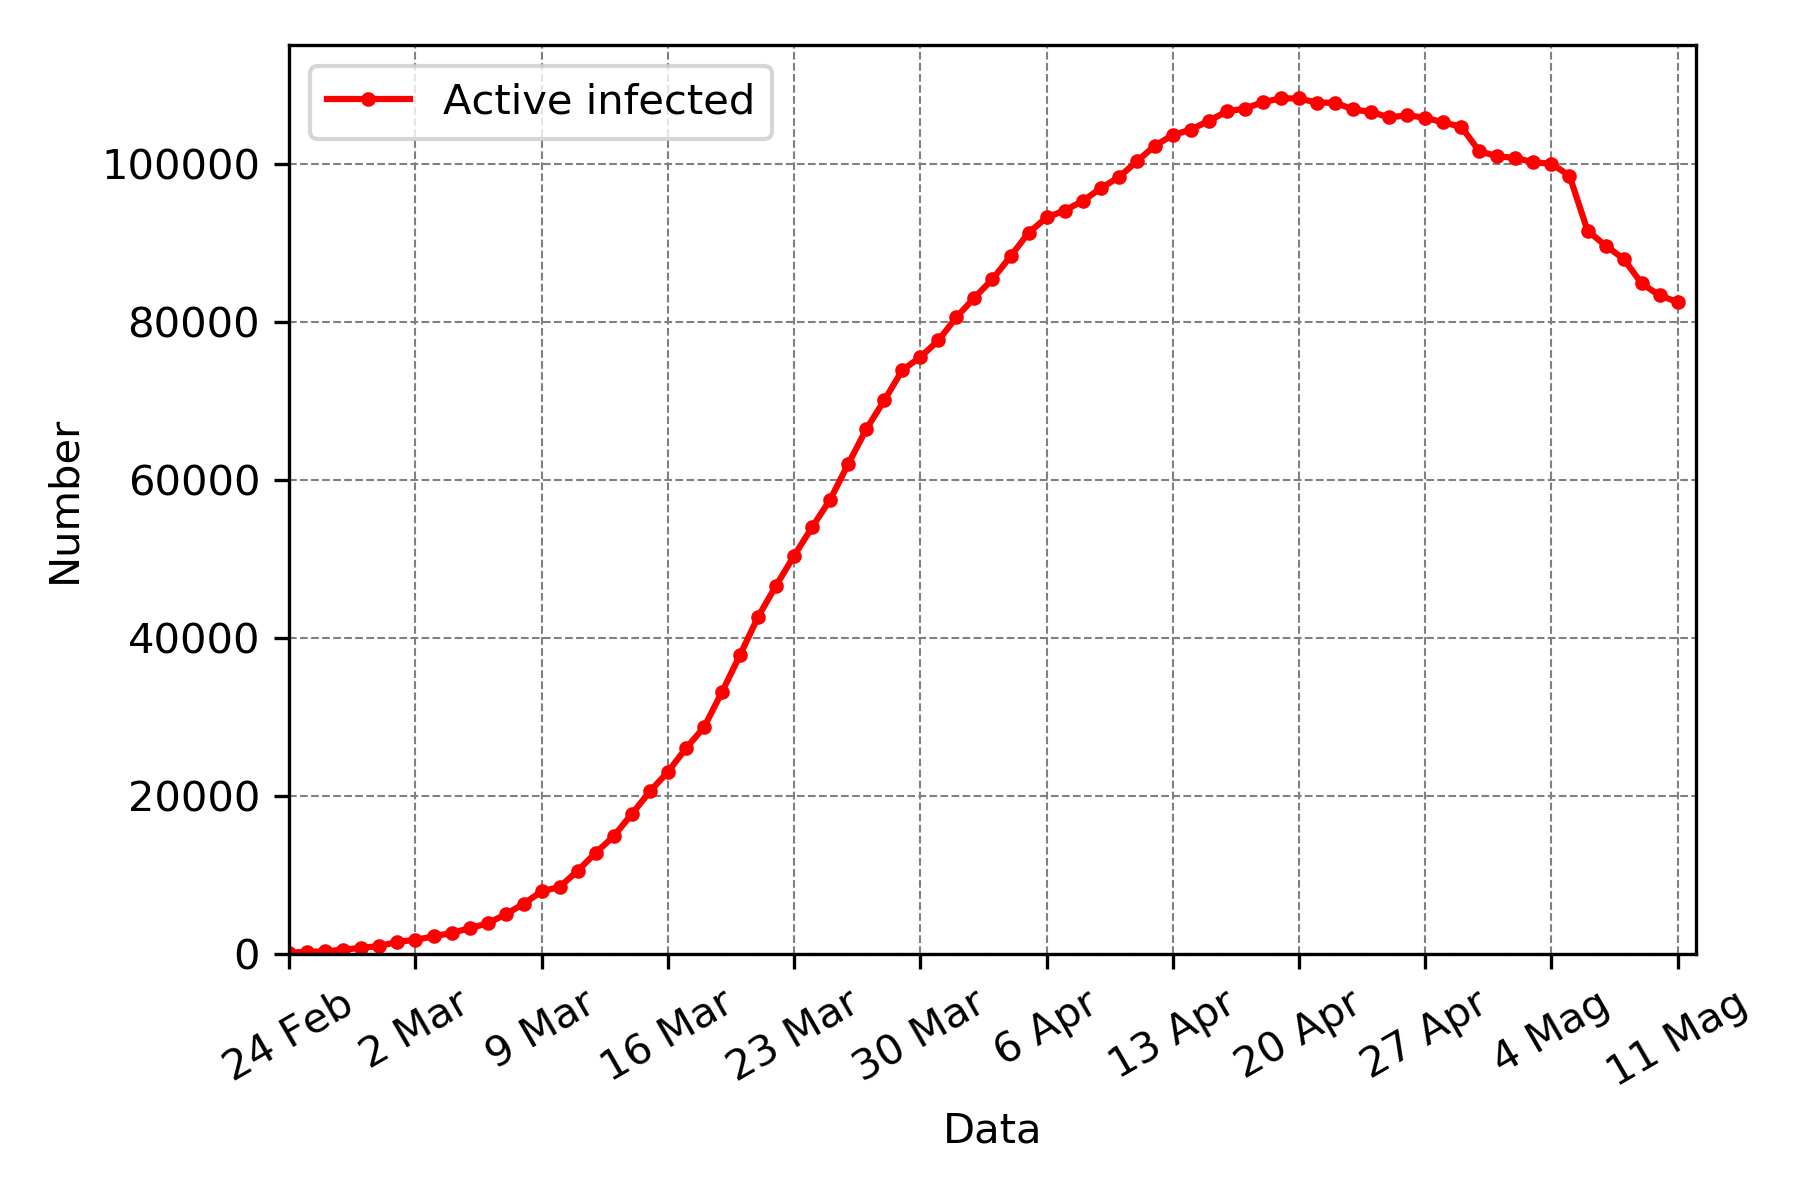 Active infected
100000
80000
60000
40000
20000
0
Number
24 Feb
2 Mar
9 Mar
16 Mar
23 Mar
30 Mar
6 Apr
13 Apr
20 Apr
27 Apr
4 Mag
11 Mag
Data